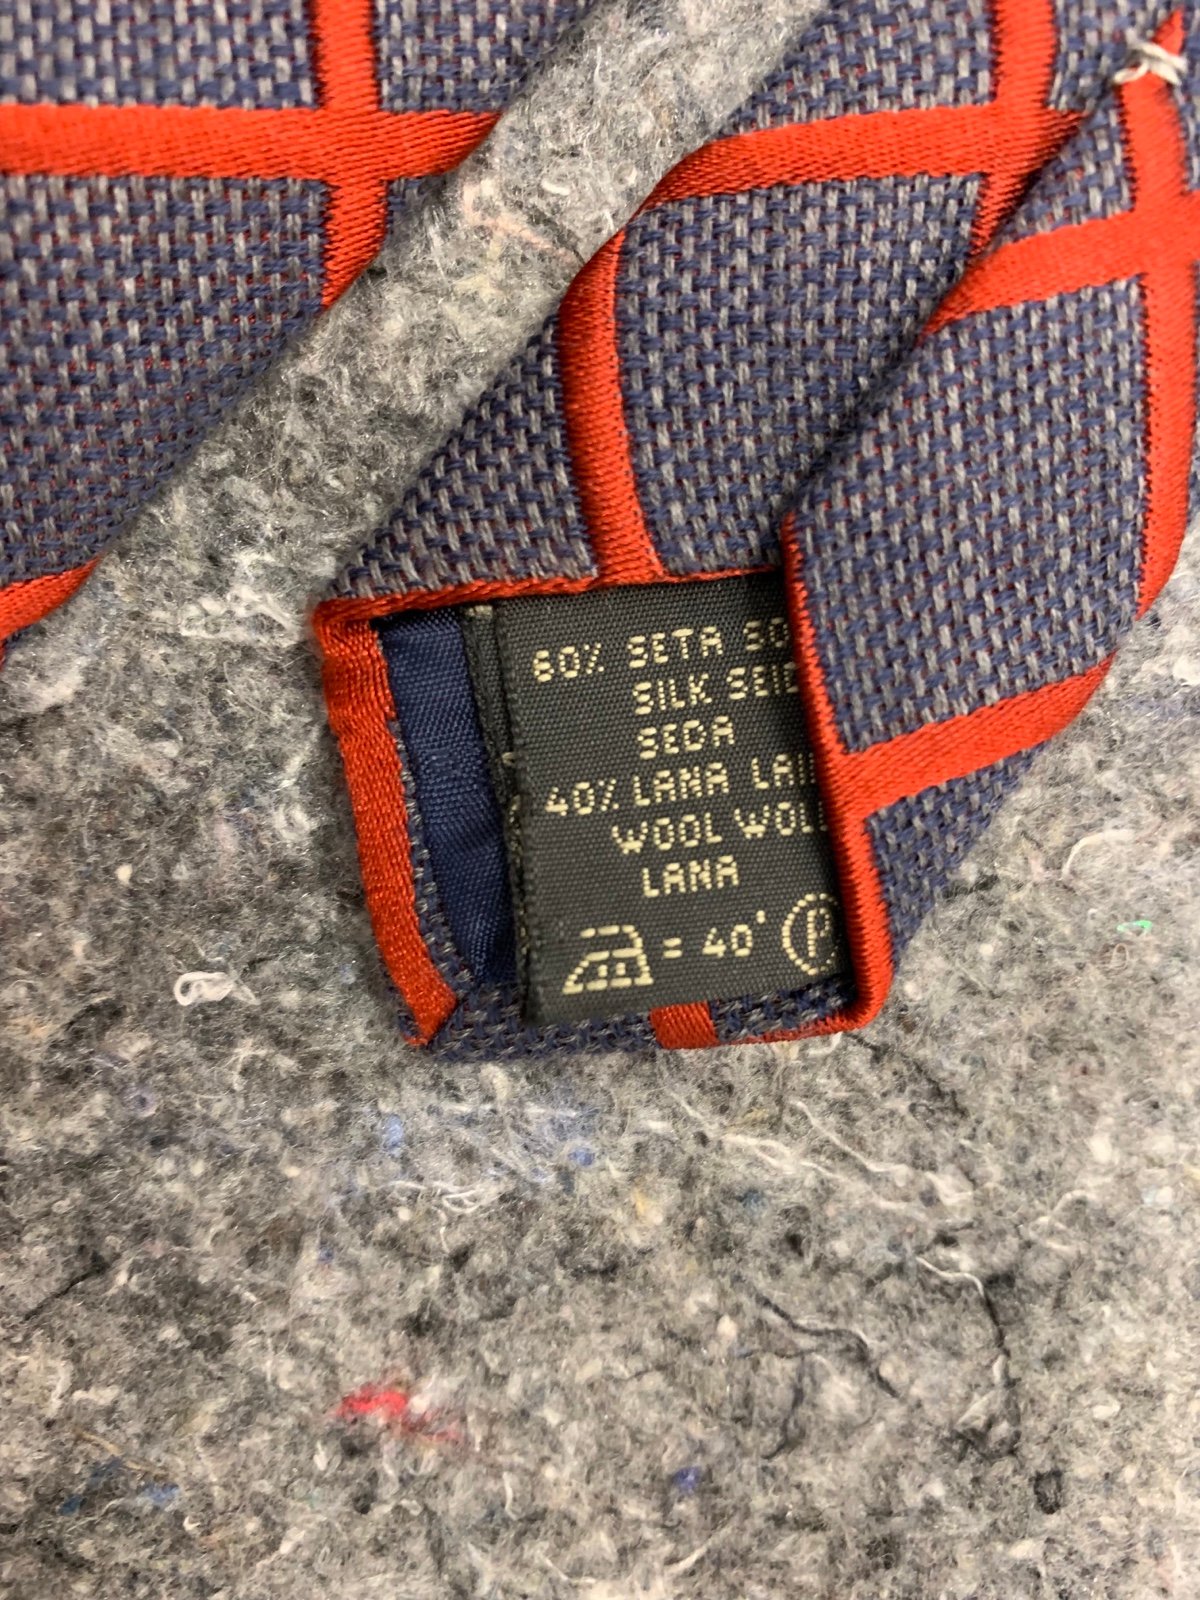 60% SETA
SILK
SEDA
40% LANA
WOOL
LANA
= 40° P